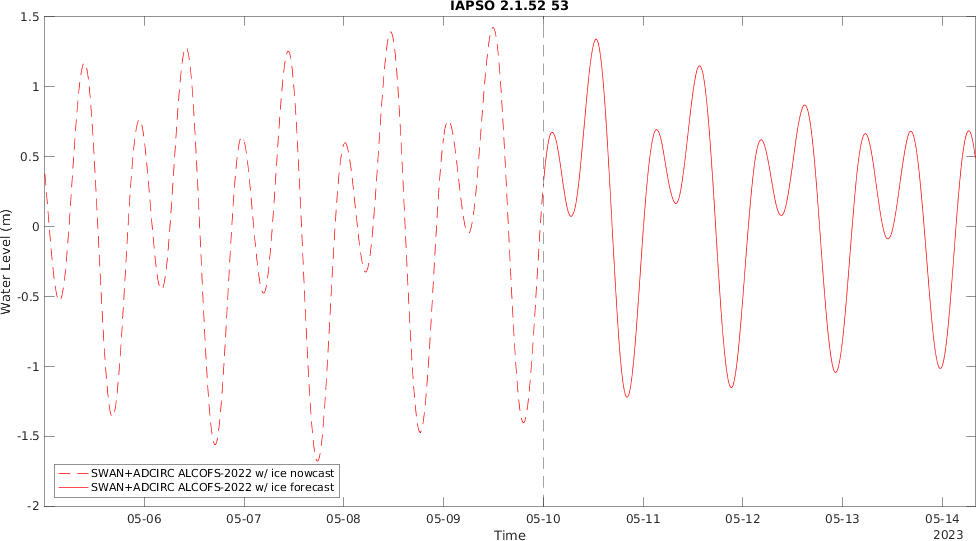 IAPSO 2.1.52 53
1.5
1
0.5
0
-0.5
-1
-1.5
-2
Water Level (m)
SWAN+ADCIRC ALCOFS-2022 w/ ice nowcast
SWAN+ADCIRC ALCOFS-2022 w/ ice forecast
05-06 05-07 05-08 05-09 05-10 05-11 05-12 05-13 05-14
Time
2023